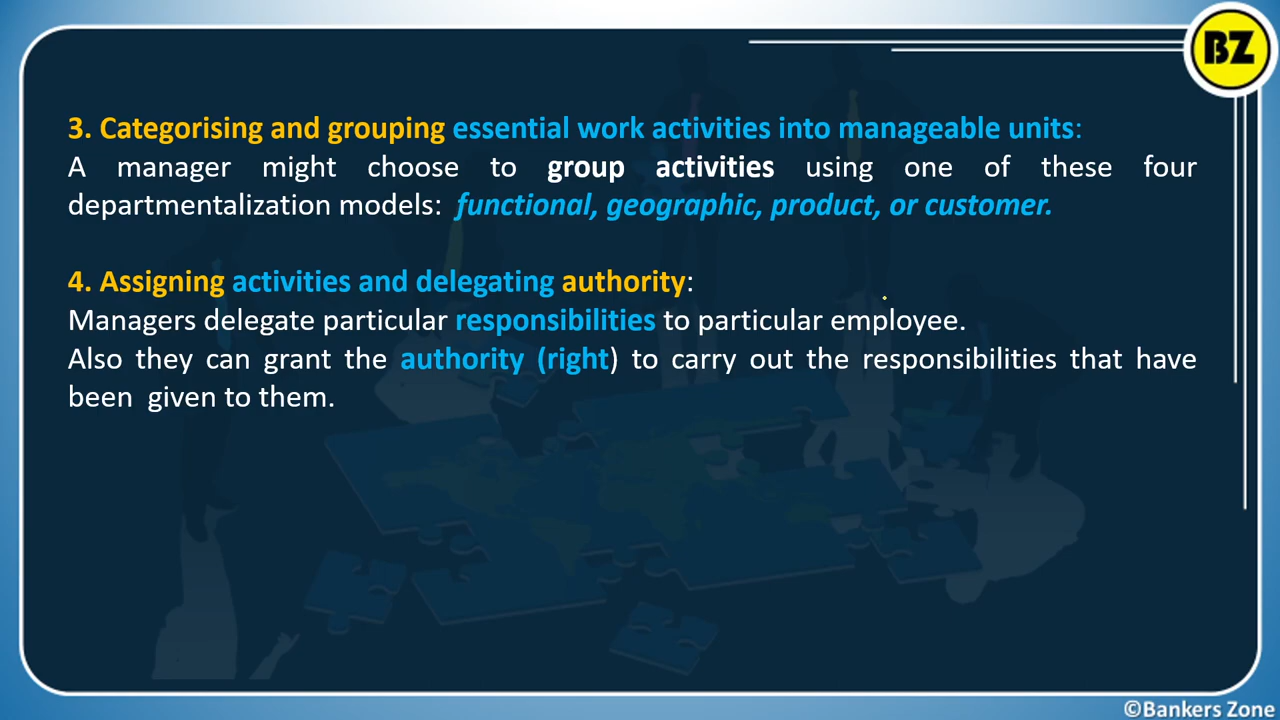 BZ
3. Categorising and grouping essential work activities into manageable units:
A manager might choose to group activities using one of these four
departmentalization models: functional, geographic, product, or customer.
4. Assigning activities and delegating authority:
Managers delegate particular responsibilities to particular employee.
Also they can grant the authority (right) to carry out the responsibilities that have
been given to them.
©Bankers Zone